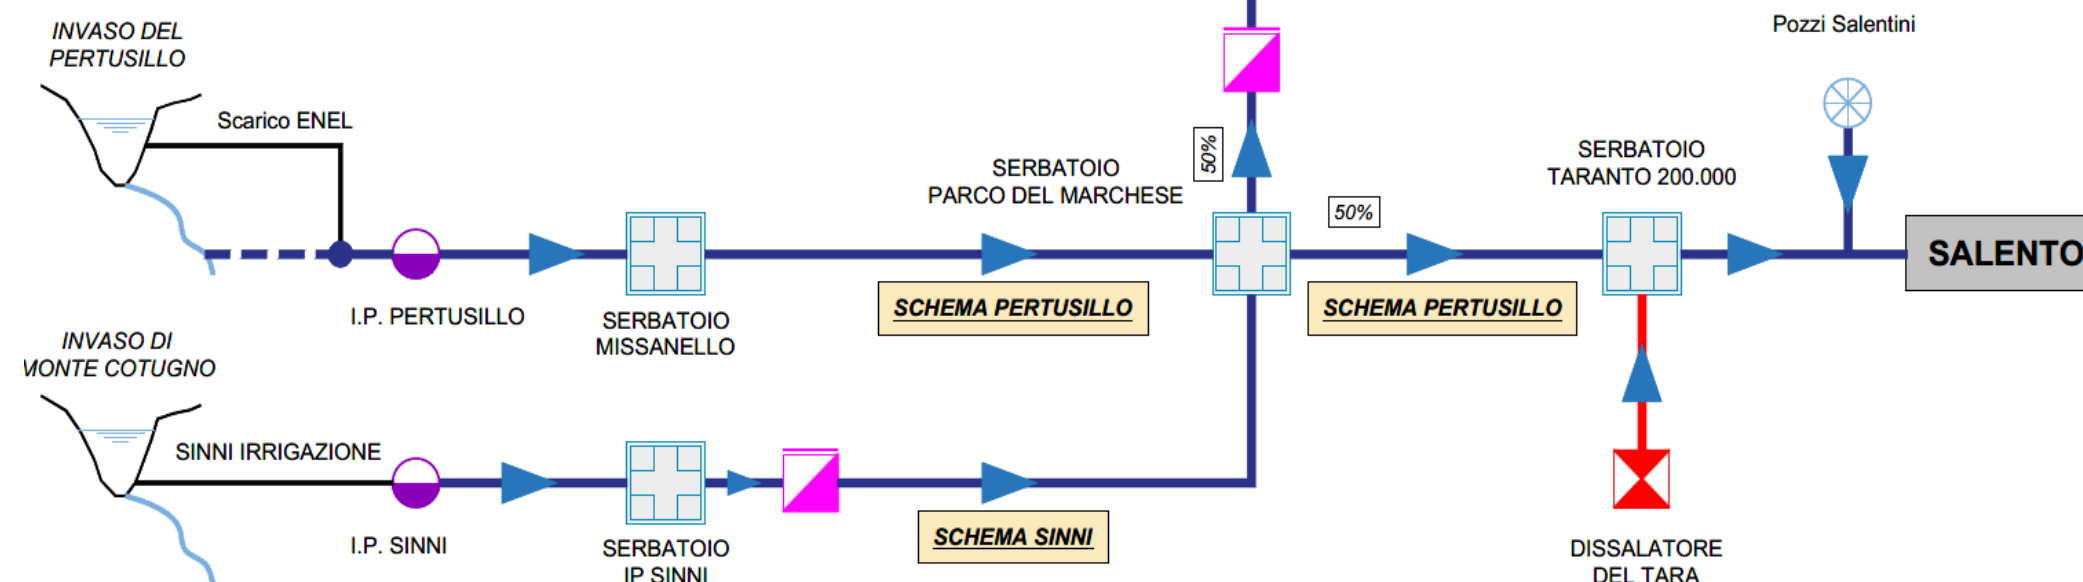 INVASO DEL
PERTUSILLO
Scarico ENEL
Pozzi Salentini
50%
SERBATOIO
PARCO DEL MARCHESE
50%
SERBATOIO
TARANTO 200.000
SALENTO
I.P. PERTUSILLO
SERBATOIO
MISSANELLO
SCHEMA PERTUSILLO
SCHEMA PERTUSILLO
INVASO DI
MONTE COTUGNO
SINNI IRRIGAZIONE
I.P. SINNI
SERBATOIO
IP SINNI
SCHEMA SINNI
DISSALATORE
DEL TARA